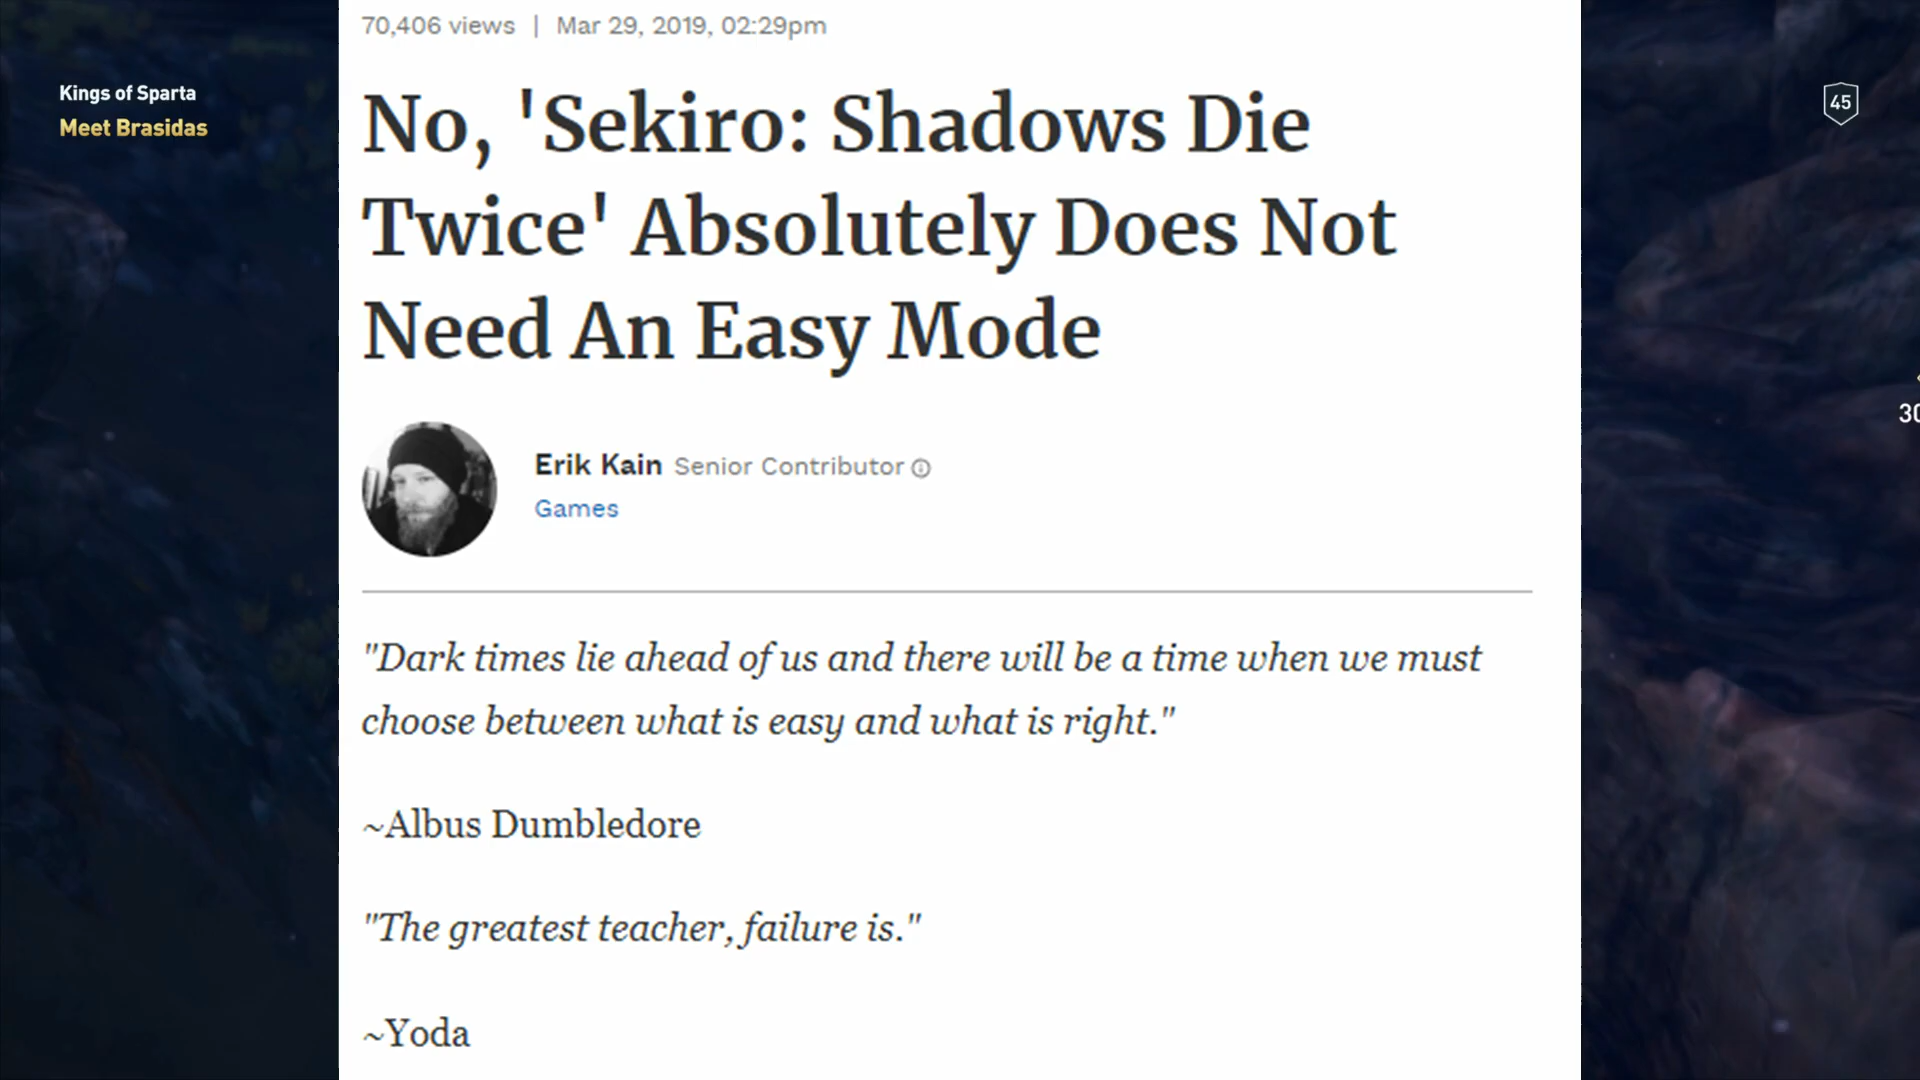 70,406 views | Mar 29, 2019, 02:29pm
Kings of Sparta
Meet Brasidas
45
No, 'Sekiro: Shadows Die
Twice' Absolutely Does Not
Need An Easy Mode
30
Erik Kain Senior Contributor
Games
"Dark times lie ahead of us and there will be a time when we must
choose between what is easy and what is right."
~Albus Dumbledore
"The greatest teacher, failure is."
~Yoda